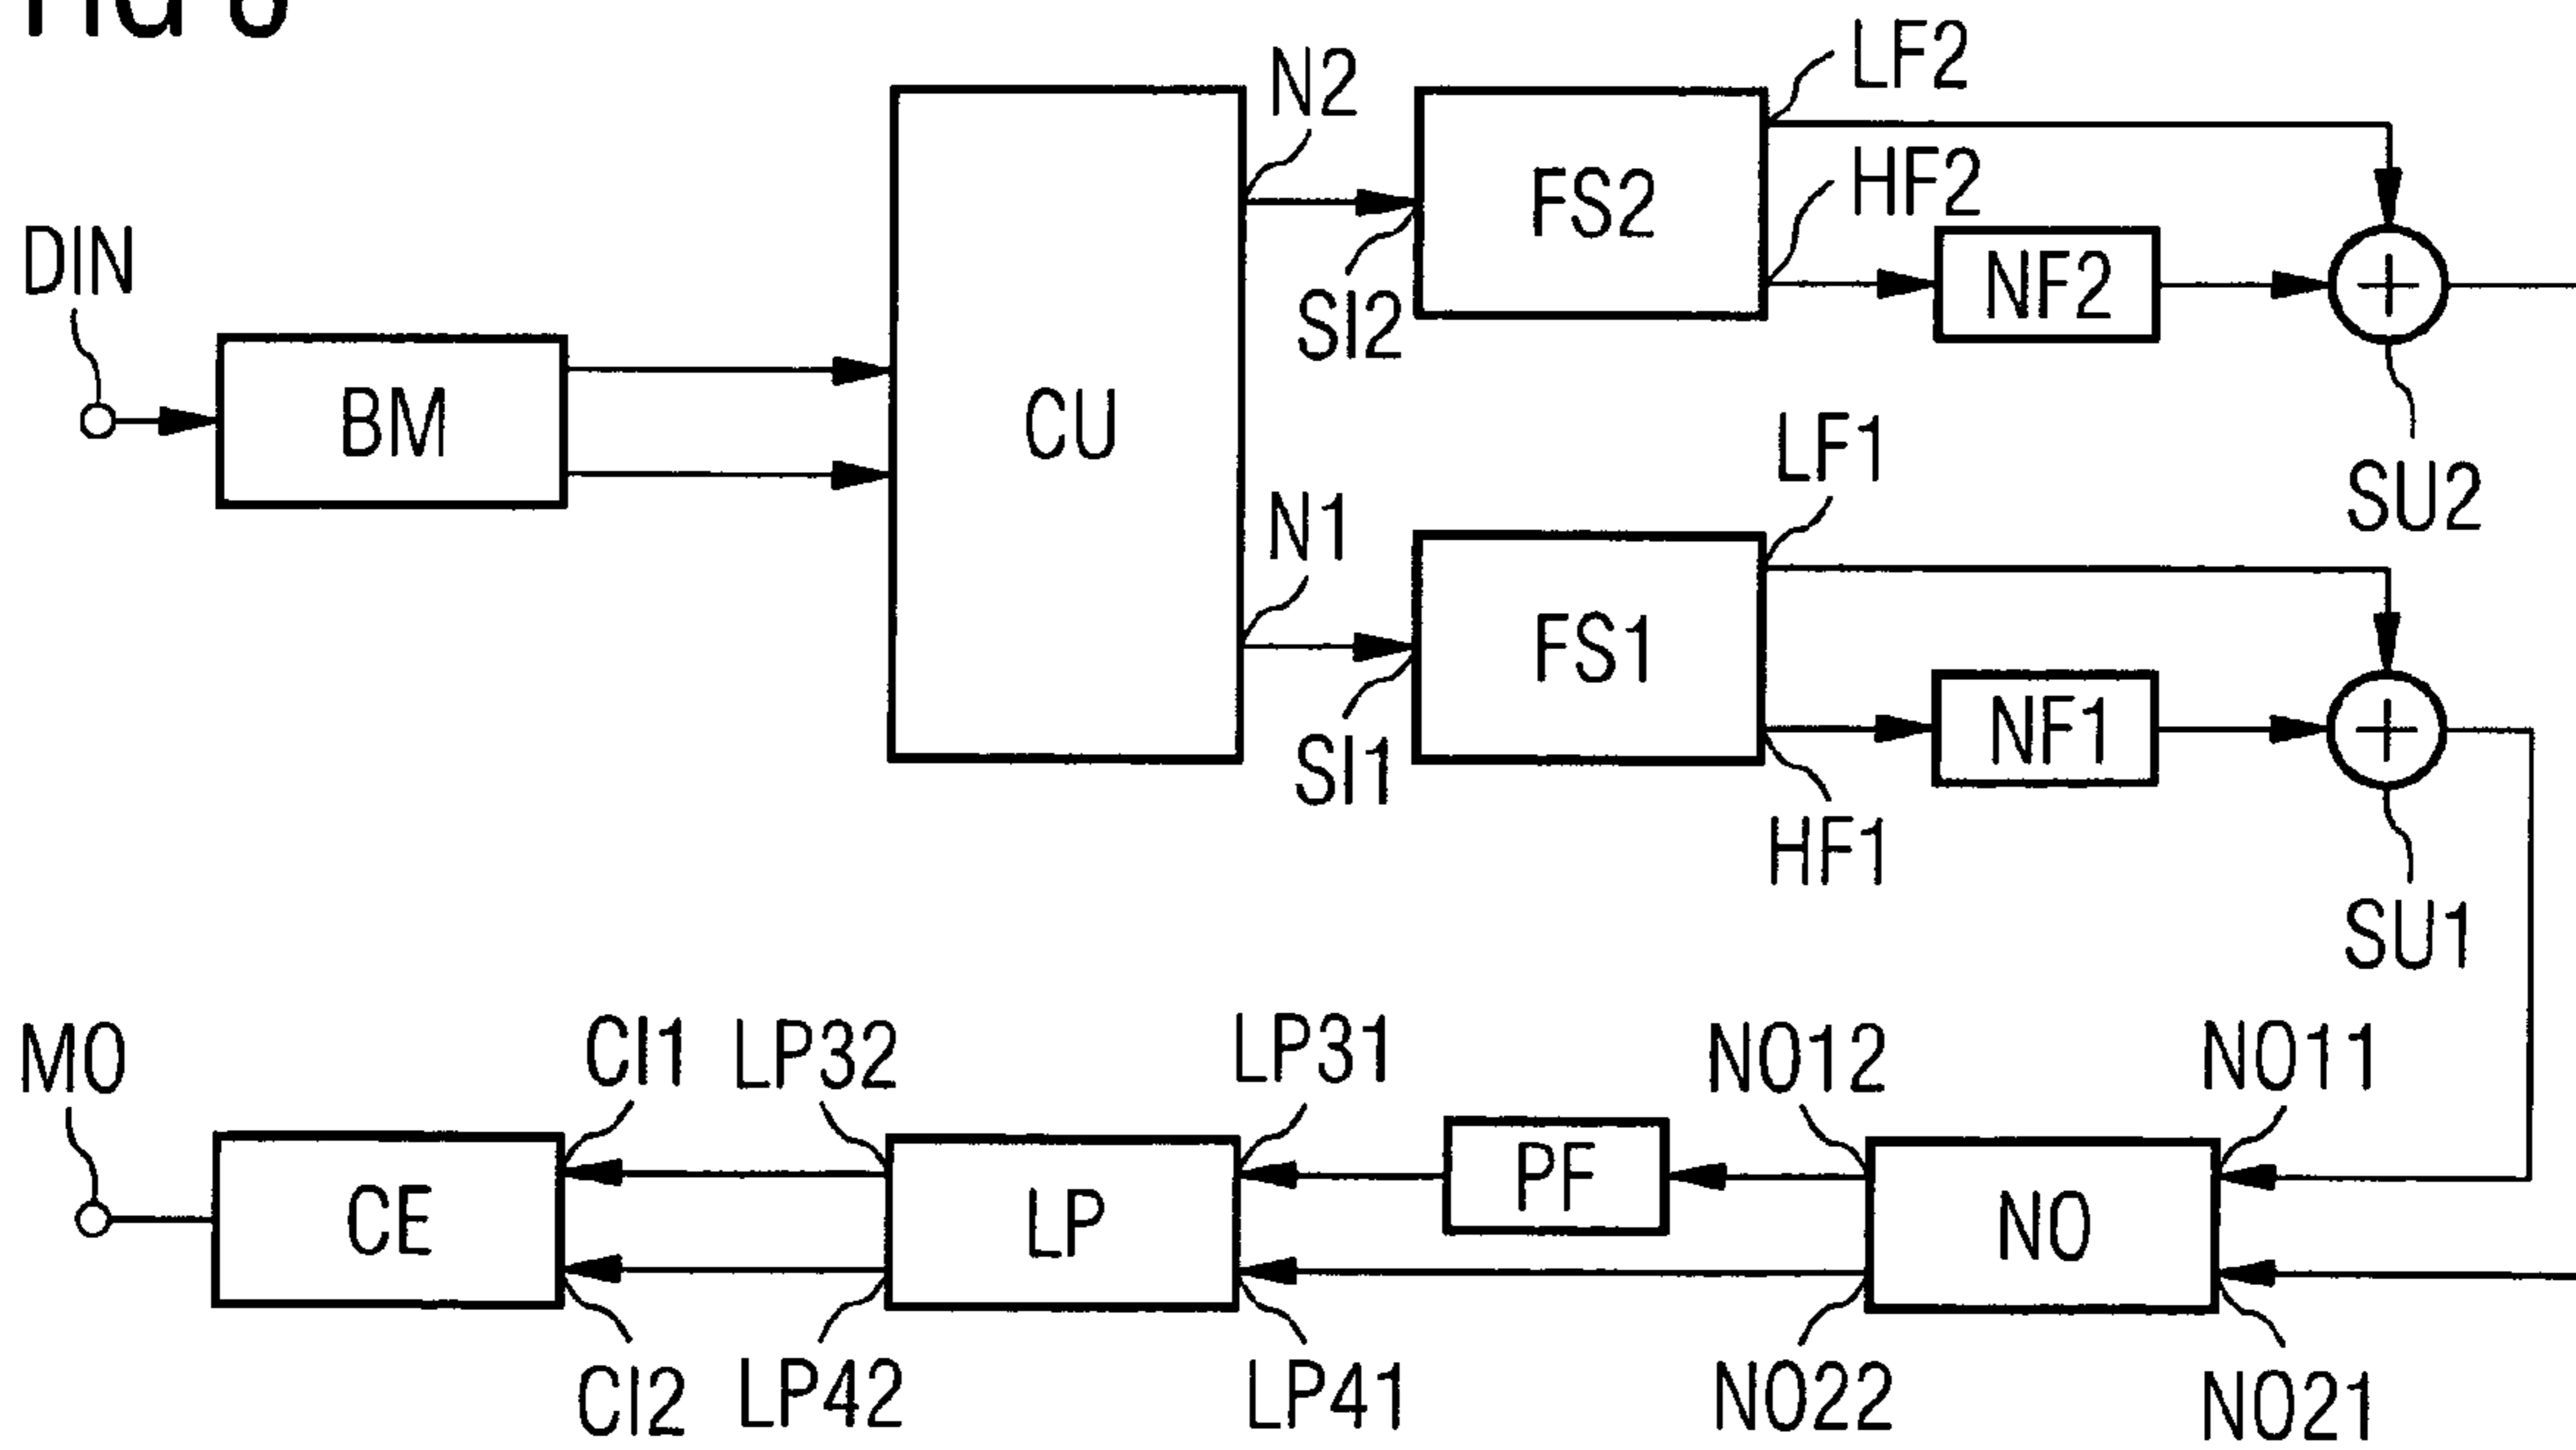 LF2
N2
HF2
FS2
DIN
NF2
SI2
BM
CU
LF1
SU2
N1
FS1
NF1
SI1
HF1
SU1
MO
CI1
LP32
LP31
NO12
NO11
PF
CE
LP
NO
CI2
LP42
LP41
NO22
NO21